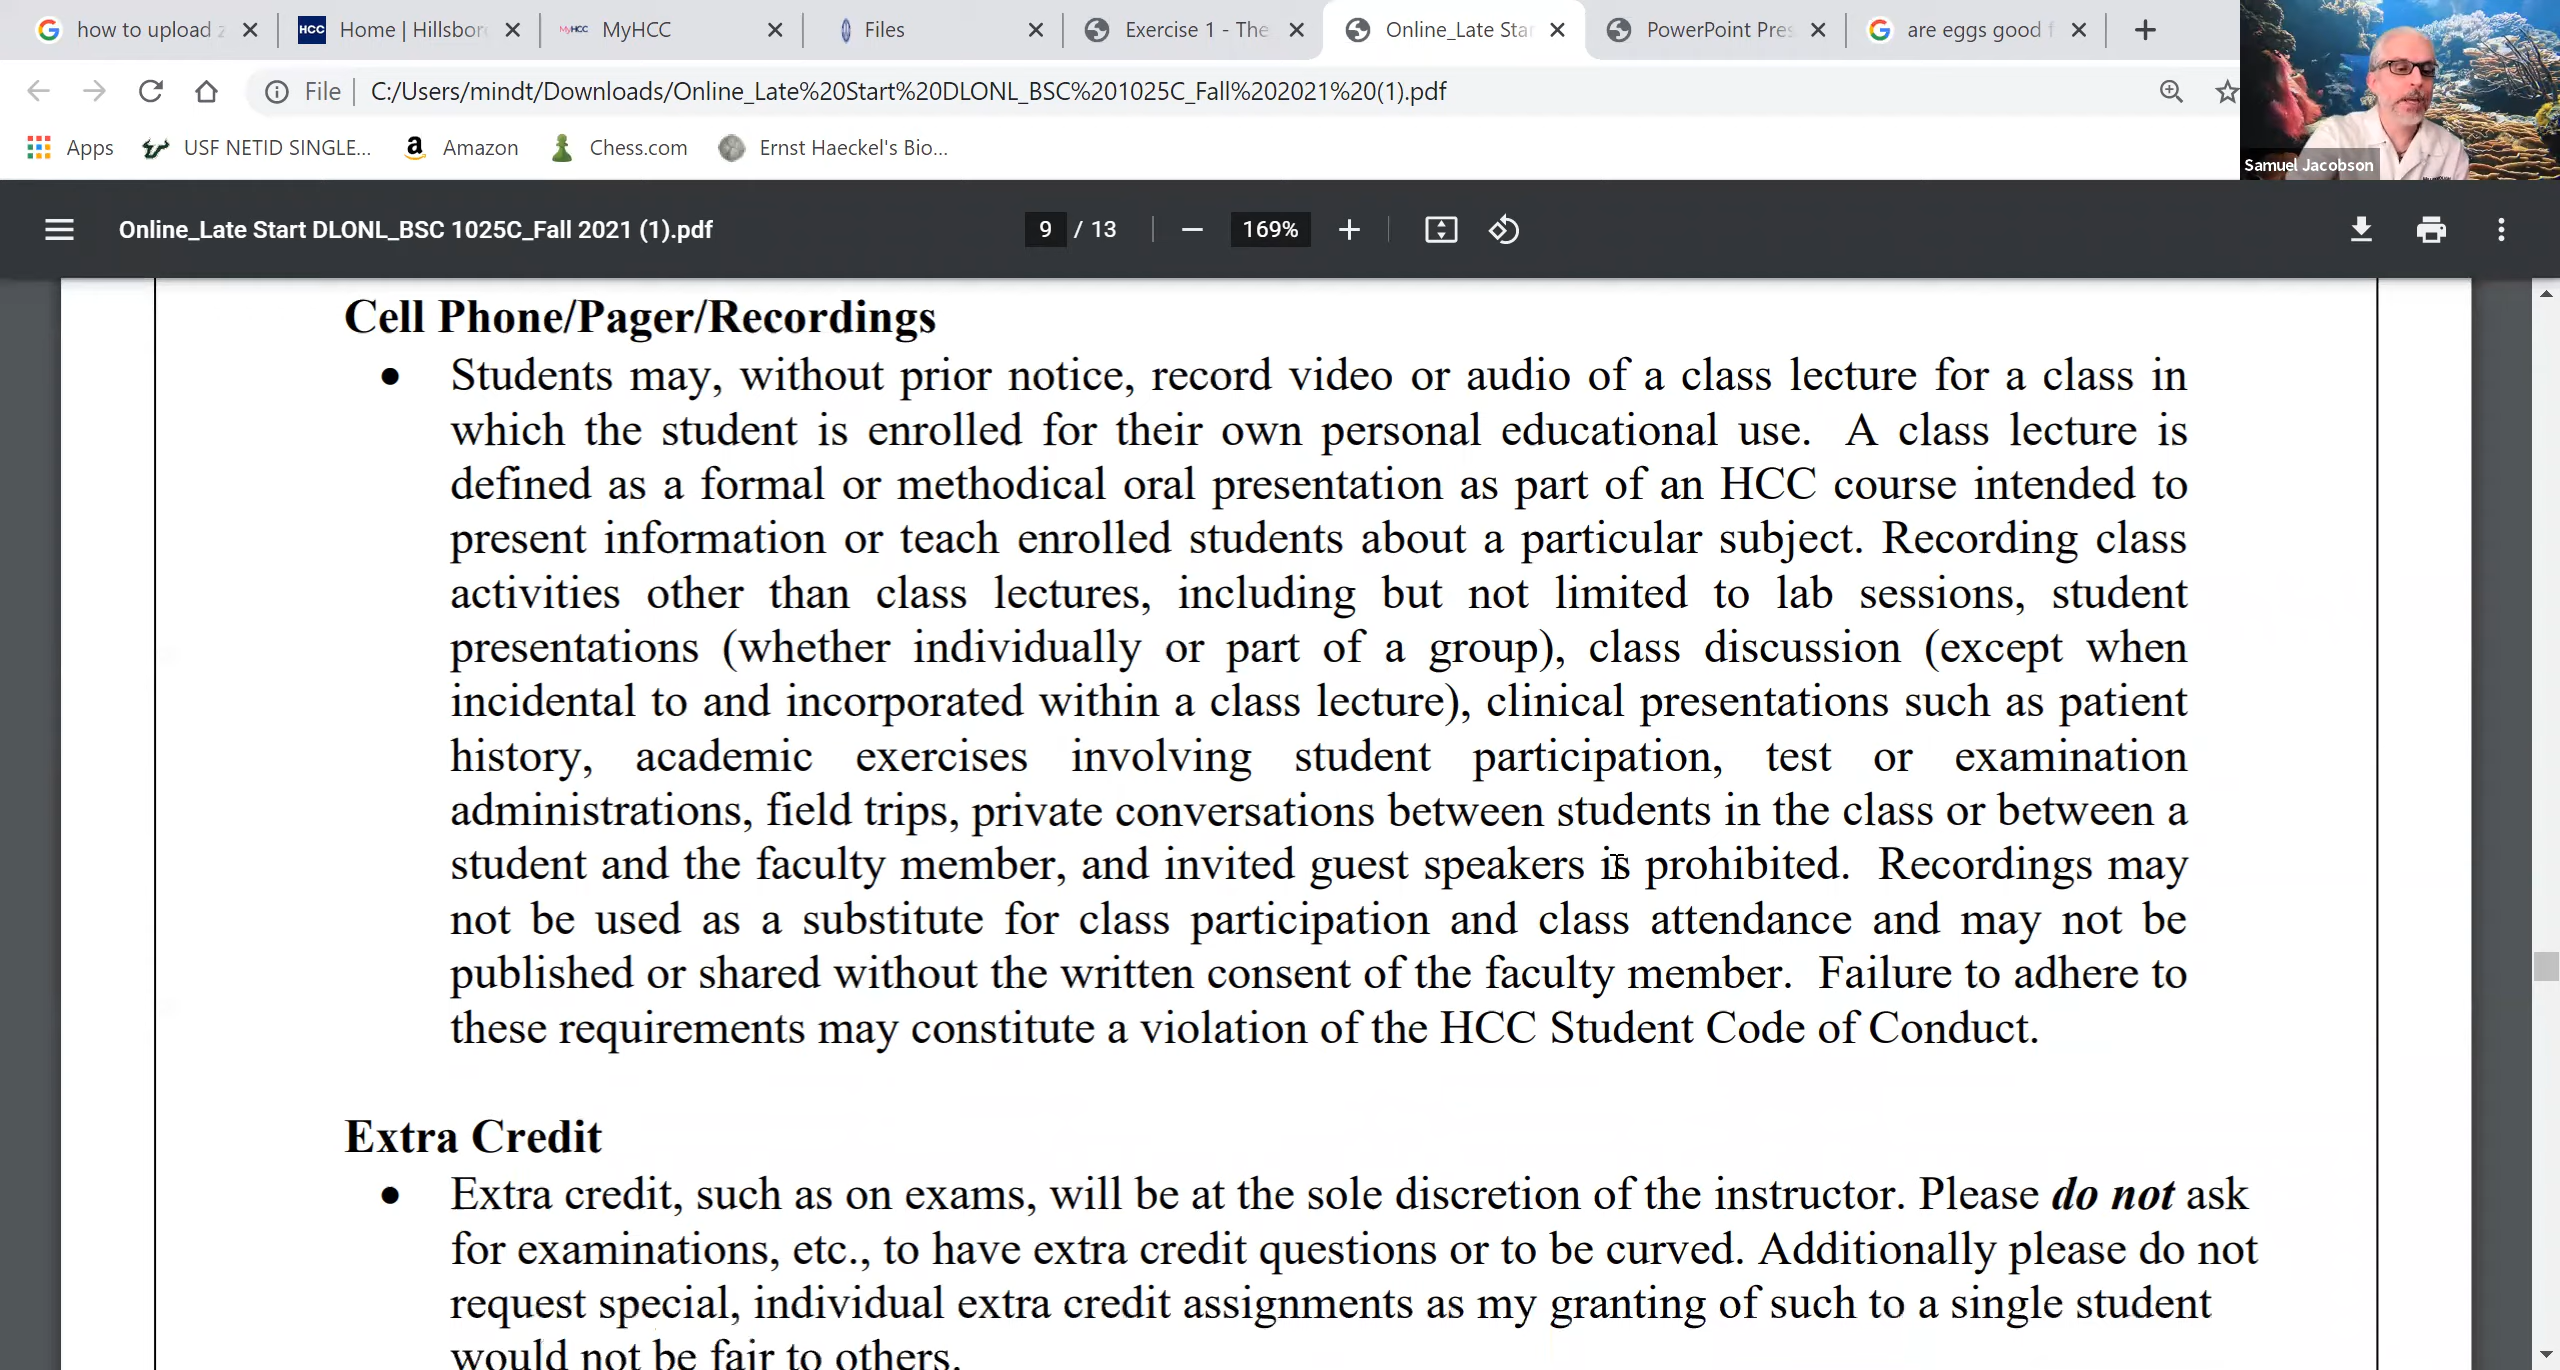 how to upload z
Home | Hillsbor
MyHCC
Files
Exercise 1 - The
Online_Late Star
PowerPoint Pres
are eggs good f
File
C:/Users/mindt/Downloads/Online_Late%20Start%20DLONL_BSC%201025C_Fall%202021%20(1).pdf
Apps
USF NETID SINGLE...
Amazon
Chess.com
Ernst Haeckel's Bio...
Samuel Jacobson
Online_Late Start DLONL_BSC 1025C_Fall 2021 (1).pdf
9 / 13
169%
Cell Phone/Pager/Recordings
• Students may, without prior notice, record video or audio of a class lecture for a class in
which the student is enrolled for their own personal educational use. A class lecture is
defined as a formal or methodical oral presentation as part of an HCC course intended to
present information or teach enrolled students about a particular subject. Recording class
activities other than class lectures, including but not limited to lab sessions, student
presentations (whether individually or part of a group), class discussion (except when
incidental to and incorporated within a class lecture), clinical presentations such as patient
history, academic exercises involving student participation, test or examination
administrations, field trips, private conversations between students in the class or between a
student and the faculty member, and invited guest speakers is prohibited. Recordings may
not be used as a substitute for class participation and class attendance and may not be
published or shared without the written consent of the faculty member. Failure to adhere to
these requirements may constitute a violation of the HCC Student Code of Conduct.
Extra Credit
• Extra credit, such as on exams, will be at the sole discretion of the instructor. Please do not ask
for examinations, etc., to have extra credit questions or to be curved. Additionally please do not
request special, individual extra credit assignments as my granting of such to a single student
would not be fair to others.